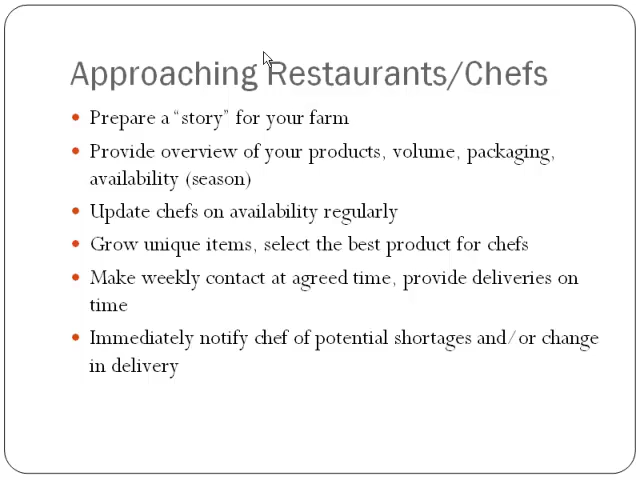 Approaching Restaurants/Chefs
• Prepare a “story” for your farm
• Provide overview of your products, volume, packaging,
availability (season)
• Update chefs on availability regularly
• Grow unique items, select the best product for chefs
• Make weekly contact at agreed time, provide deliveries on
time
• Immediately notify chef of potential shortages and/or change
in delivery